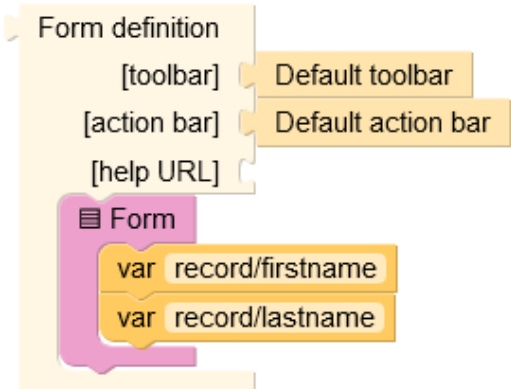 Form definition
[toolbar] Default toolbar
[action bar] Default action bar
[help URL]
Form
var record/firstname
var record/lastname